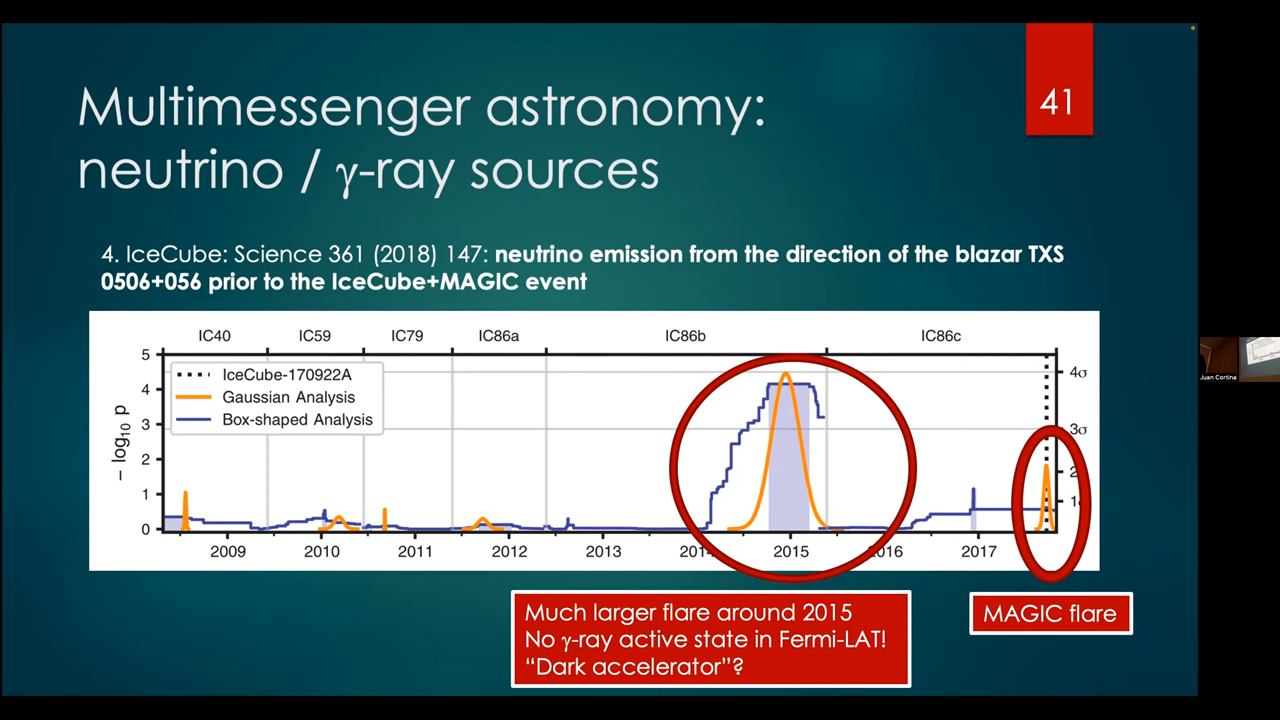 41
Multimessenger astronomy:
neutrino / γ-ray sources
4. IceCube: Science 361 (2018) 147: neutrino emission from the direction of the blazar TXS
0506+056 prior to the IceCube+MAGIC event
IC40 IC59 IC79 IC86a IC86b IC86c
IceCube-170922A
Gaussian Analysis
Box-shaped Analysis
− log10 p
5
4
3
2
1
0
4σ
3σ
2
1
2009 2010 2011 2012 2013 2014 2015 2016 2017
Much larger flare around 2015
No γ-ray active state in Fermi-LAT!
“Dark accelerator”?
MAGIC flare
Juan Cortina